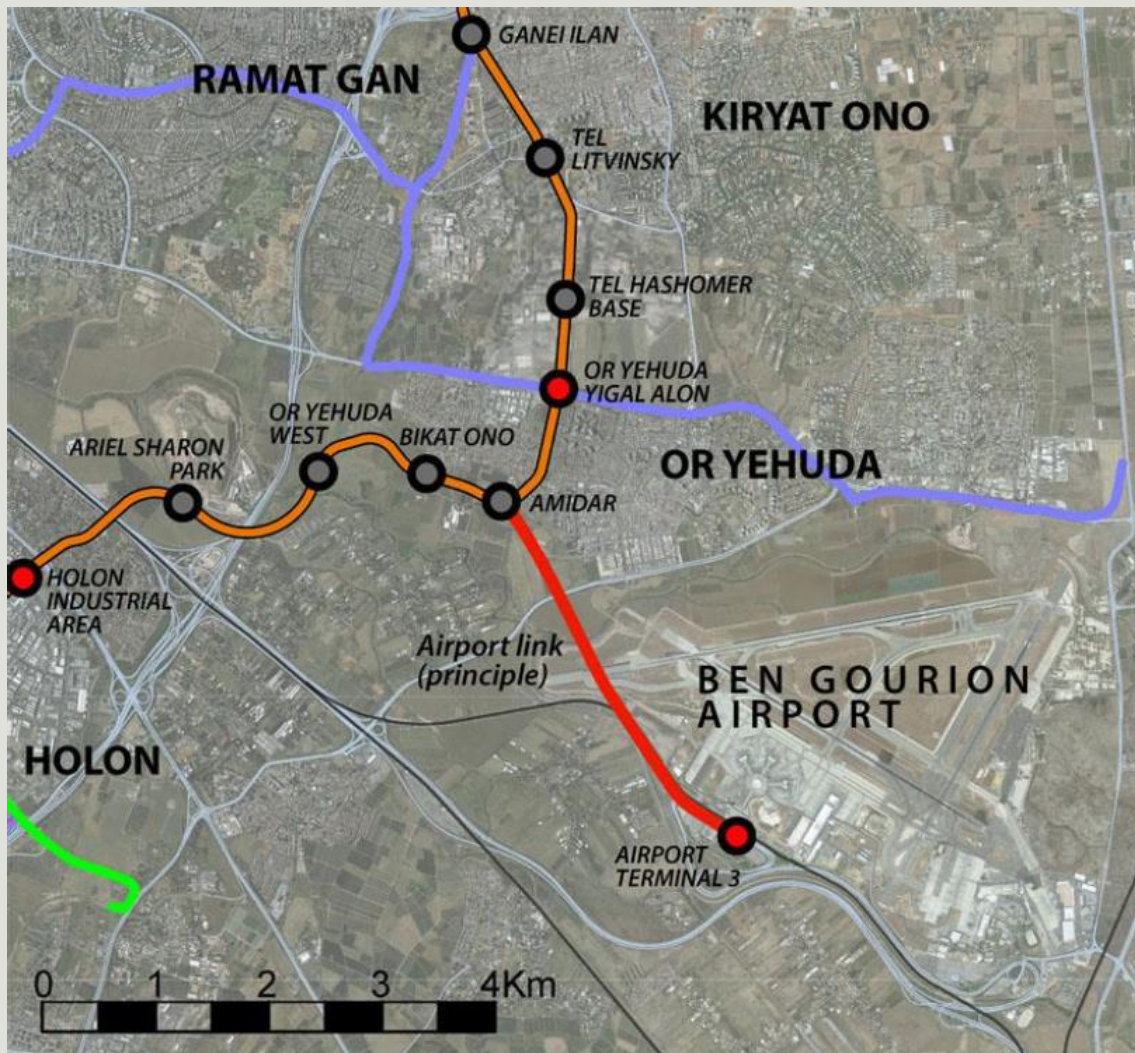 GANEI ILAN
RAMAT GAN
KIRYAT ONO
TEL
LITVINSKY
TEL HASHOMER
BASE
OR YEHUDA
YIGAL ALON
OR YEHUDA
WEST
BIKAT ONO
ARIEL SHARON
PARK
OR YEHUDA
AMIDAR
HOLON
INDUSTRIAL
AREA
Airport link
(principle)
BEN GOURION
AIRPORT
HOLON
AIRPORT
TERMINAL 3
0 1 2 3 4Km